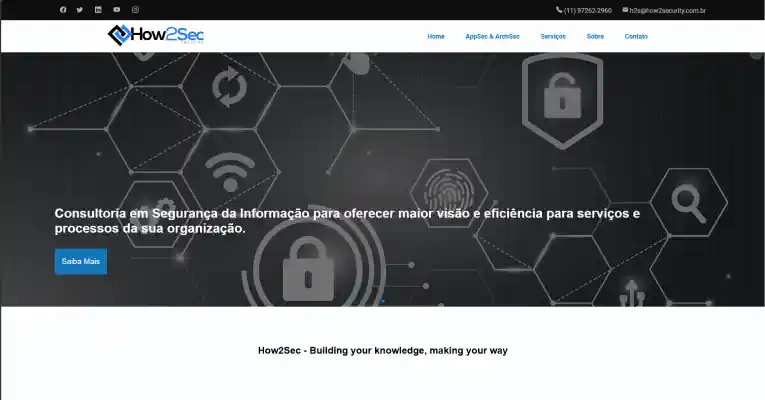 (11) 97262-2960
h2s@how2security.com.br
How2Sec
Home
AppSec & ArchSec
Serviços
Sobre
Contato
Consultoria em Segurança da Informação para oferecer maior visão e eficiência para serviços e
processos da sua organização.
Saiba Mais
How2Sec - Building your knowledge, making your way